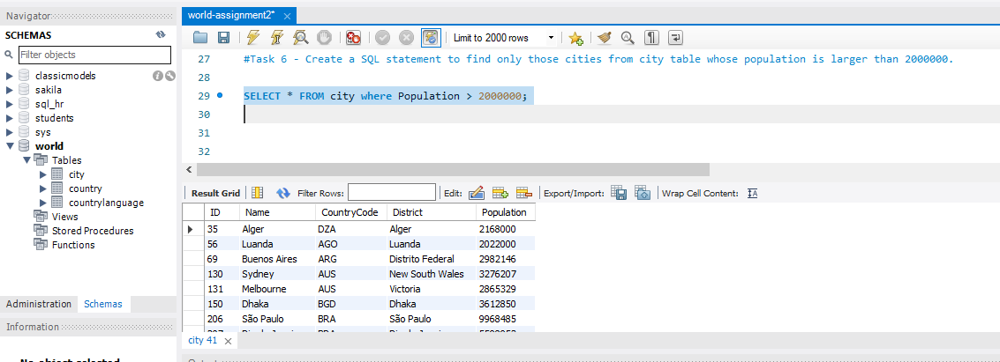 Navigator
world-assignment2*
SCHEMAS
Limit to 2000 rows
Filter objects
27 #Task 6 - Create a SQL statement to find only those cities from city table whose population is larger than 2000000.
classicmodels
28
sakila
sql_hr
29 SELECT * FROM city where Population > 2000000;
students
30
sys
31
world
32
Tables
city
country
countrylanguage
Views
Stored Procedures
Functions
Result Grid Filter Rows: Edit: Export/Import: Wrap Cell Content:
ID Name CountryCode District Population
35 Alger DZA Alger 2168000
56 Luanda AGO Luanda 2022000
69 Buenos Aires ARG Distrito Federal 2982146
130 Sydney AUS New South Wales 3276207
131 Melbourne AUS Victoria 2865329
150 Dhaka BGD Dhaka 3612850
206 São Paulo BRA São Paulo 9968485
Administration Schemas
Information
city 41
No object selected